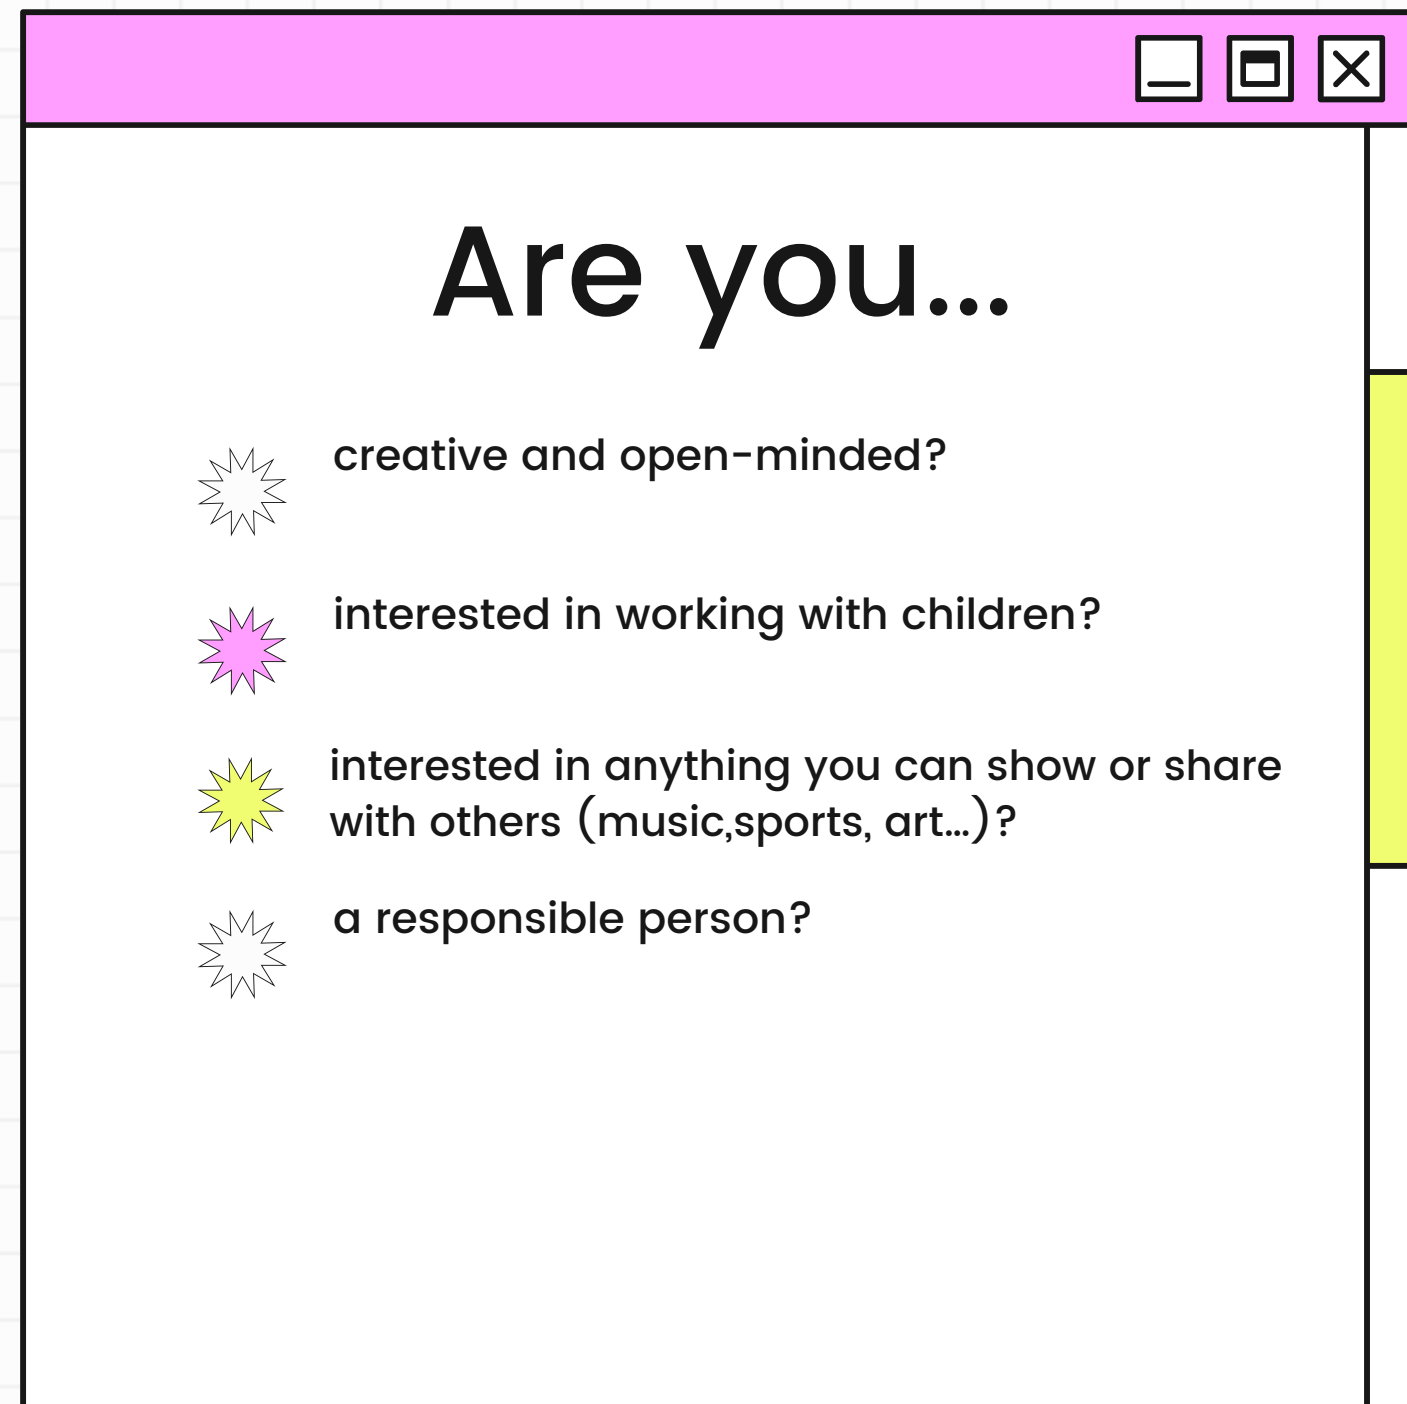 Are you...
creative and open-minded?
interested in working with children?
interested in anything you can show or share
with others (music,sports, art...)?
a responsible person?